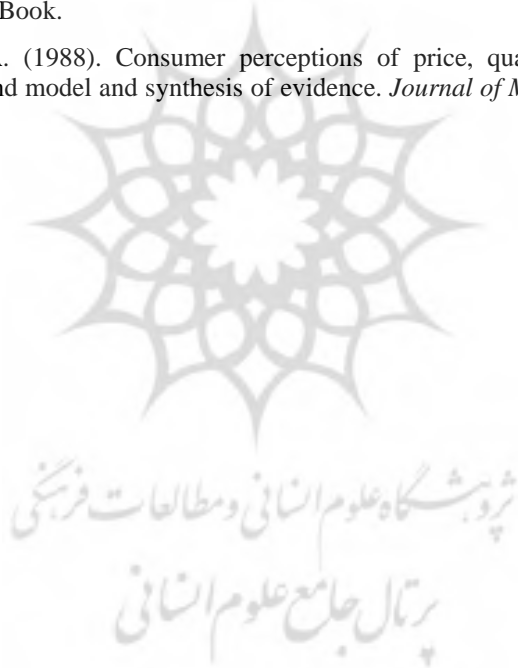 Book.
(1988). Consumer perceptions of price, qua
nd model and synthesis of evidence. Journal of M
پژوهشگاه علوم انسانی و مطالعات فرهنگی
پرتال جامع علوم انسانی